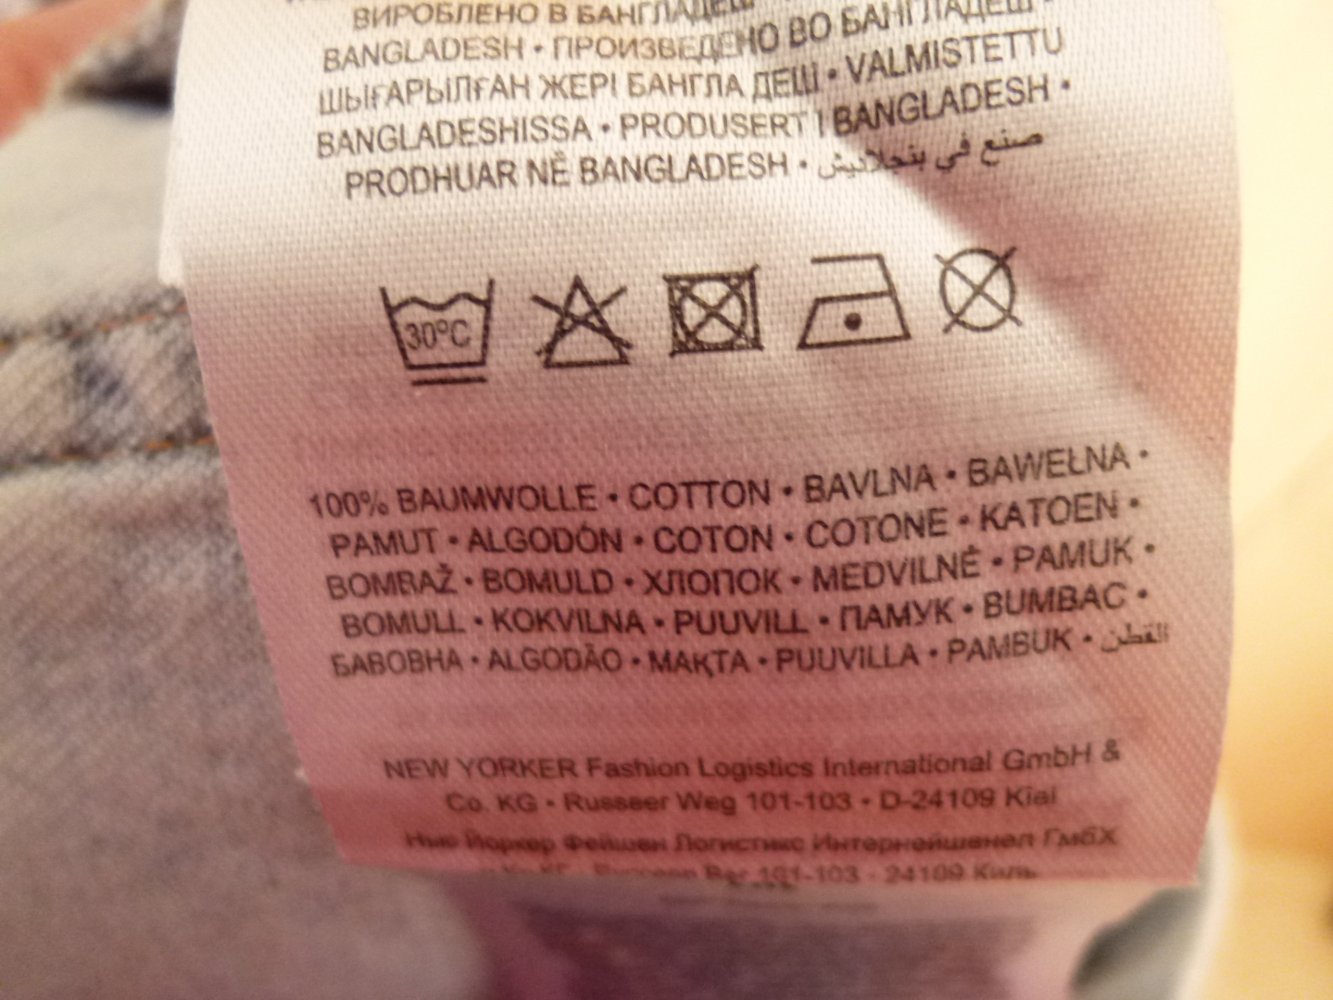 ВИРОБЛЕНО В БАНГЛАДЕШ
BANGLADESH • ПРОИЗВЕДЕНО ВО БАНГЛАДЕШ •
ШЫҒАРЫЛҒАН ЖЕРІ БАНГЛА ДЕШ • VALMISTETTU
BANGLADESHISSA • PRODUSERT I BANGLADESH •
PRODHUAR NË BANGLADESH • صنع في بنجلاديش
30°C
100% BAUMWOLLE • COTTON • BAVLNA • BAWEŁNA •
PAMUT • ALGODÓN • COTON • COTONE • KATOEN •
BOMBAŽ • BOMULD • ХЛОПОК • MEDVILNĖ • PAMUK •
BOMULL • KOKVILNA • PUUVILL • ПАМУК • BUMBAC •
БАВОВНА • ALGODÃO • МАҚТА • PUUVILLA • PAMBUK • القطن
NEW YORKER Fashion Logistics International GmbH &
Co. KG • Russeer Weg 101-103 • D-24109 Kiel
Нью Йоркер Фейшен Логистикс Интернейшенел ГмбХ
101-103 - 24109 Киль